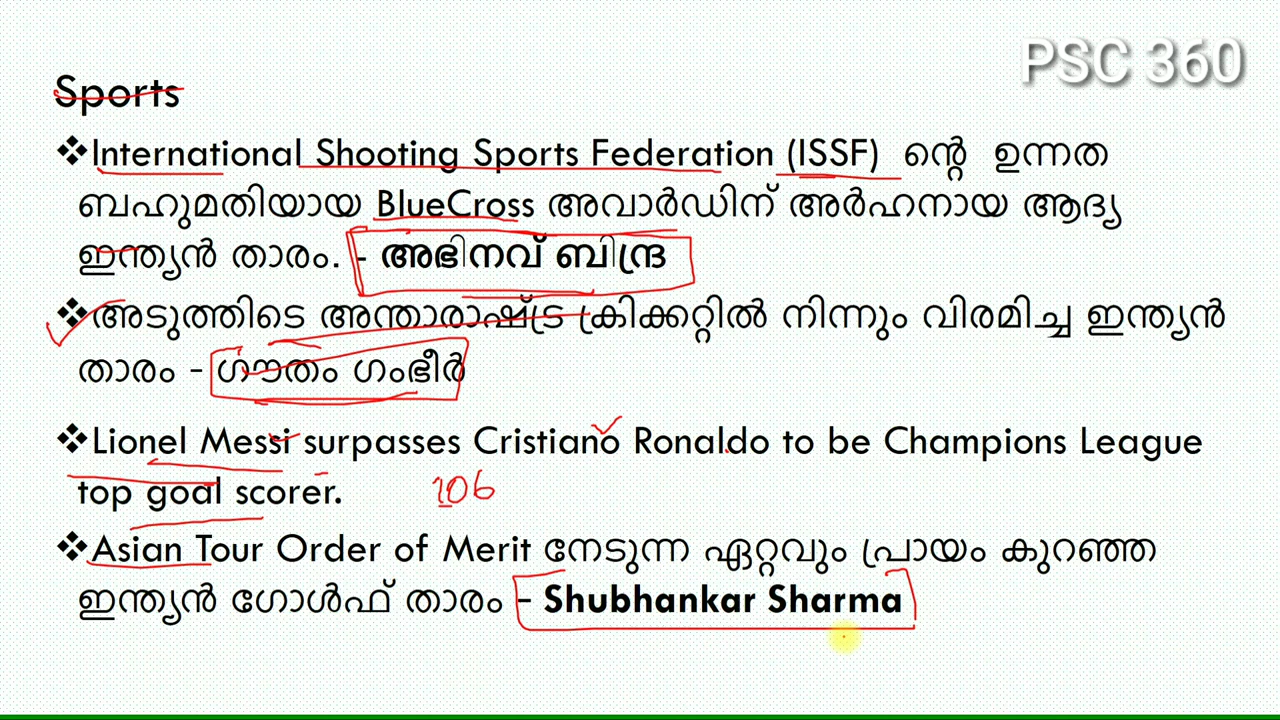 PSC 360
Sports
❖International Shooting Sports Federation (ISSF) ന്റെ ഉന്നത
ബഹുമതിയായ BlueCross അവാർഡിന് അർഹനായ ആദ്യ
ഇന്ത്യൻ താരം. - അഭിനവ് ബിന്ദ്ര
❖അടുത്തിടെ അന്താരാഷ്ട്ര ക്രിക്കറ്റിൽ നിന്നും വിരമിച്ച ഇന്ത്യൻ
താരം - ഗൗതം ഗംഭീർ
❖Lionel Messi surpasses Cristiano Ronaldo to be Champions League
top goal scorer. 106
❖Asian Tour Order of Merit നേടുന്ന ഏറ്റവും പ്രായം കുറഞ്ഞ
ഇന്ത്യൻ ഗോൾഫ് താരം - Shubhankar Sharma